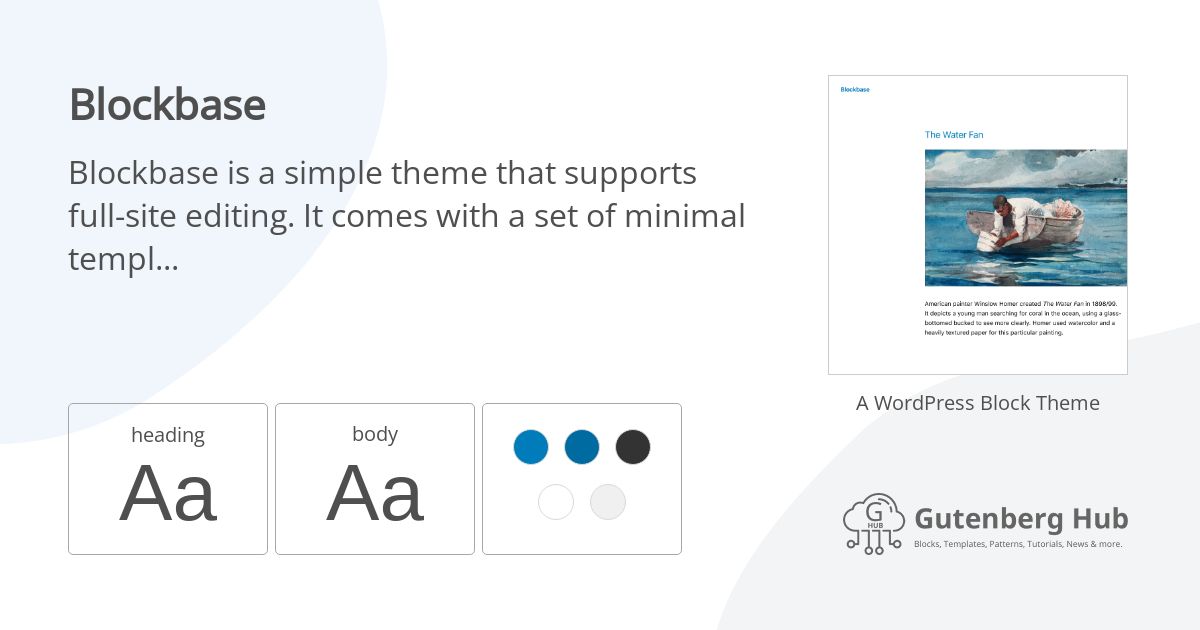 Blockbase
Blockbase is a simple theme that supports
full-site editing. It comes with a set of minimal
templ...
heading
Aa
body
Aa
Blockbase
The Water Fan
American painter Winslow Homer created The Water Fan in 1898/99.
It depicts a young man searching for coral in the ocean, using a glass-
bottomed bucked to see more clearly. Homer used watercolor and a
heavily textured paper for this particular painting.
A WordPress Block Theme
G
HUB
Gutenberg Hub
Blocks, Templates, Patterns, Tutorials, News & more.